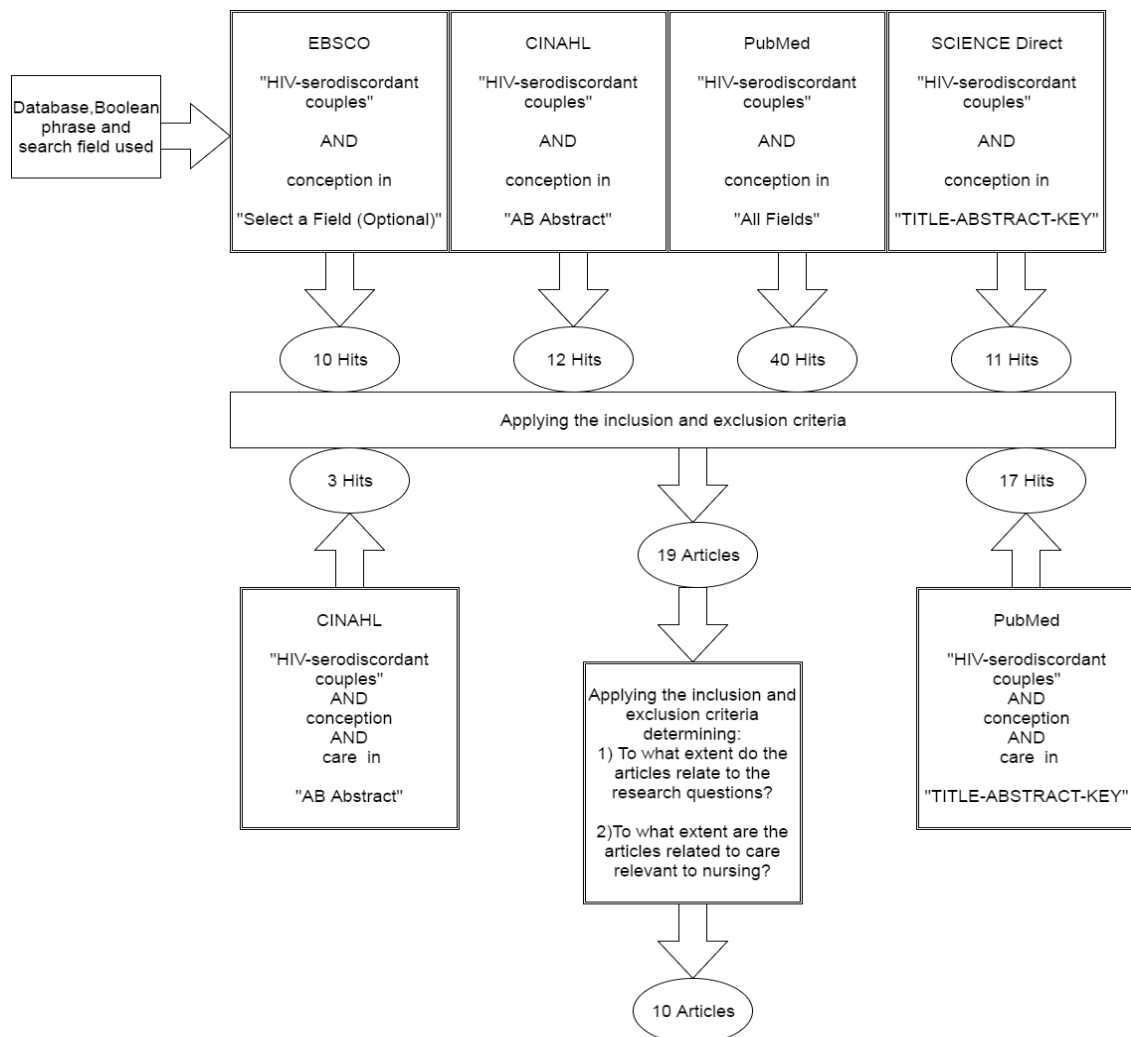 Database,Boolean
phrase and
search field used
EBSCO
"HIV-serodiscordant
couples"
AND
conception in
"Select a Field (Optional)"
CINAHL
"HIV-serodiscordant
couples"
AND
conception in
"AB Abstract"
PubMed
"HIV-serodiscordant
couples"
AND
conception in
"All Fields"
SCIENCE Direct
"HIV-serodiscordant
couples"
AND
conception in
"TITLE-ABSTRACT-KEY"
10 Hits
12 Hits
40 Hits
11 Hits
Applying the inclusion and exclusion criteria
3 Hits
17 Hits
19 Articles
CINAHL
"HIV-serodiscordant
couples"
AND
conception
AND
care in
"AB Abstract"
Applying the inclusion and
exclusion criteria
determining:
1) To what extent do the
articles relate to the
research questions?
2)To what extent are the
articles related to care
relevant to nursing?
PubMed
"HIV-serodiscordant
couples"
AND
conception
AND
care in
"TITLE-ABSTRACT-KEY"
10 Articles